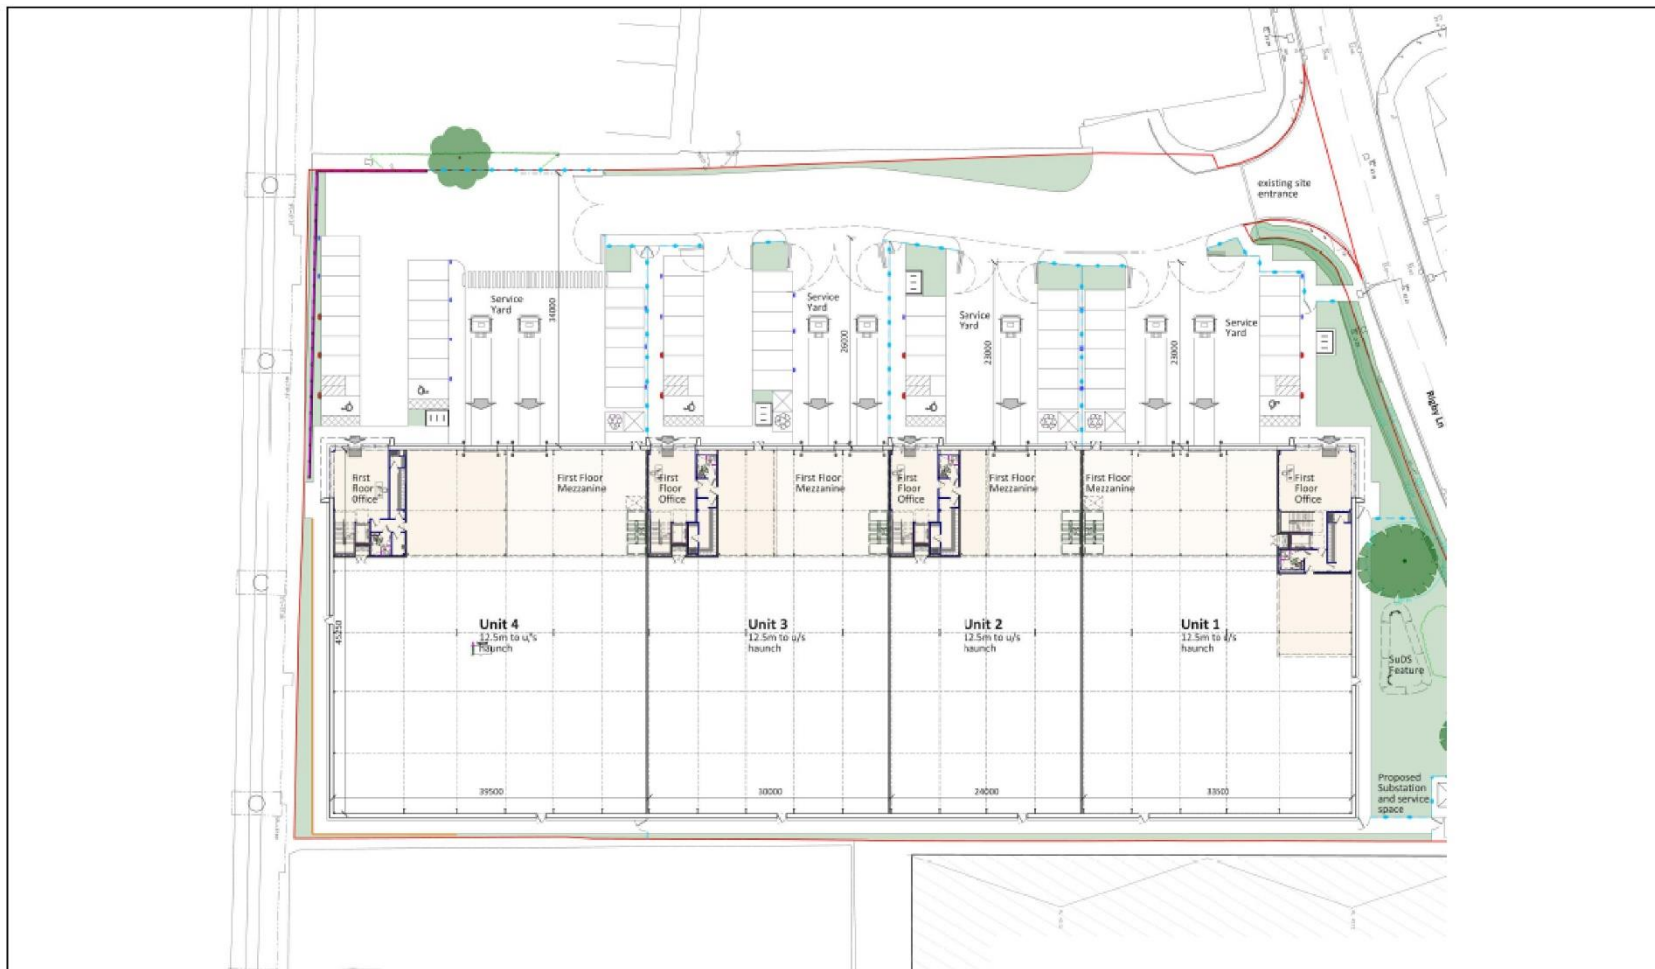 existing site
entrance
Service
Yard
34000
Service
Yard
26000
Service
Yard
23000
23000
Service
Yard
Rigby Ln
First
Floor
Office
First Floor
Mezzanine
First
Floor
Office
First Floor
Mezzanine
First
Floor
Office
First Floor
Mezzanine
First Floor
Mezzanine
First
Floor
Office
Unit 4
12.5m to u/s
haunch
Unit 3
12.5m to u/s
haunch
Unit 2
12.5m to u/s
haunch
Unit 1
12.5m to u/s
haunch
45250
SuDS
Feature
39500
30000
24000
33500
Proposed
Substation
and service
space